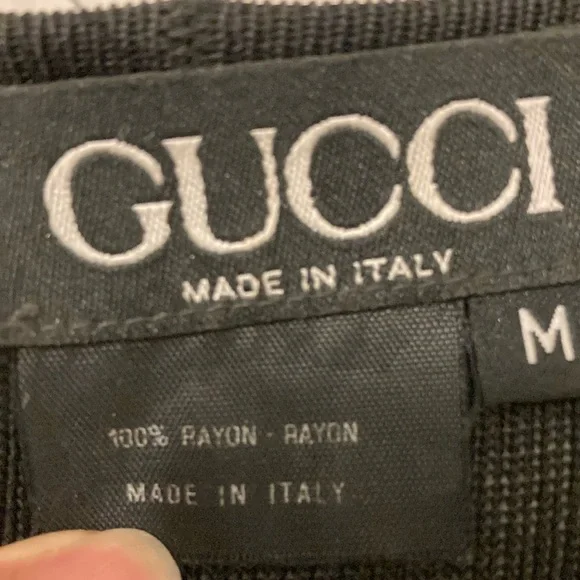 GUCCI
MADE IN ITALY
M
100% RAYON - RAYON
MADE IN ITALY